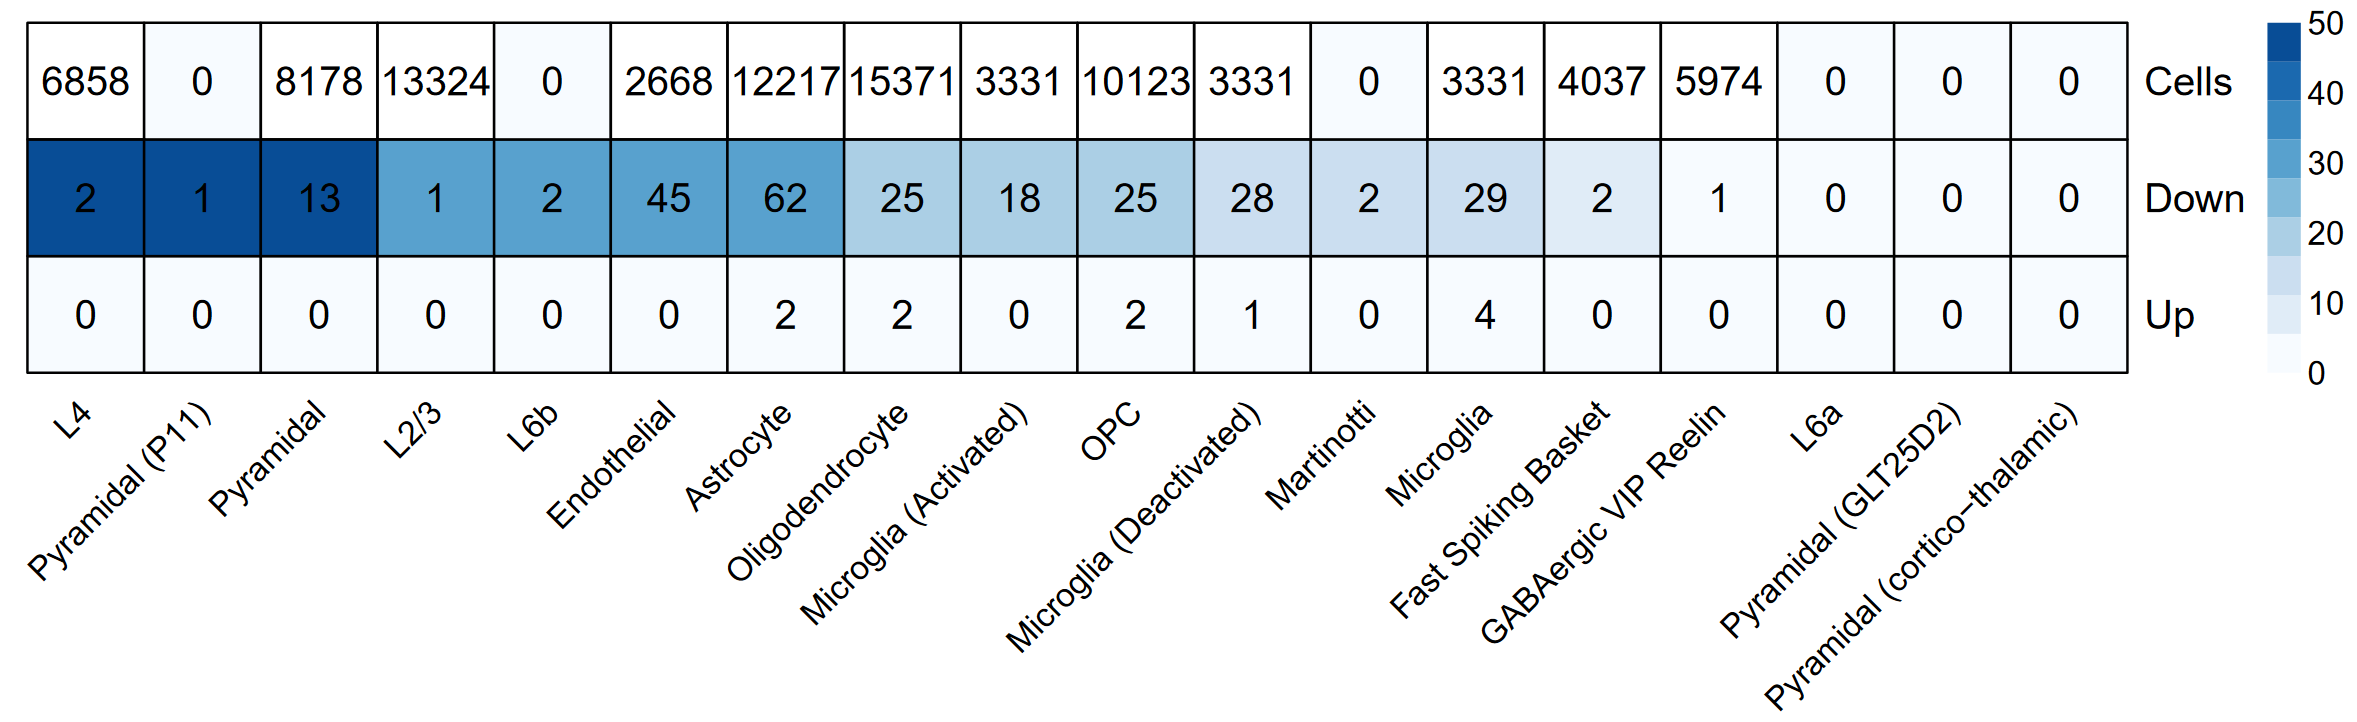 6858 0 8178 13324 0 2668 12217 15371 3331 10123 3331 0 3331 4037 5974 0 0 0 Cells
2 1 13 1 2 45 62 25 18 25 28 2 29 2 1 0 0 0 Down
0 0 0 0 0 0 2 2 0 2 1 0 4 0 0 0 0 0 Up
L4
Pyramidal (P11)
Pyramidal
L2/3
L6b
Endothelial
Astrocyte
Oligodendrocyte
Microglia (Activated)
OPC
Microglia (Deactivated)
Martinotti
Microglia
Fast Spiking Basket
GABAergic VIP Reelin
L6a
Pyramidal (GLT25D2)
Pyramidal (cortico−thalamic)
50
40
30
20
10
0